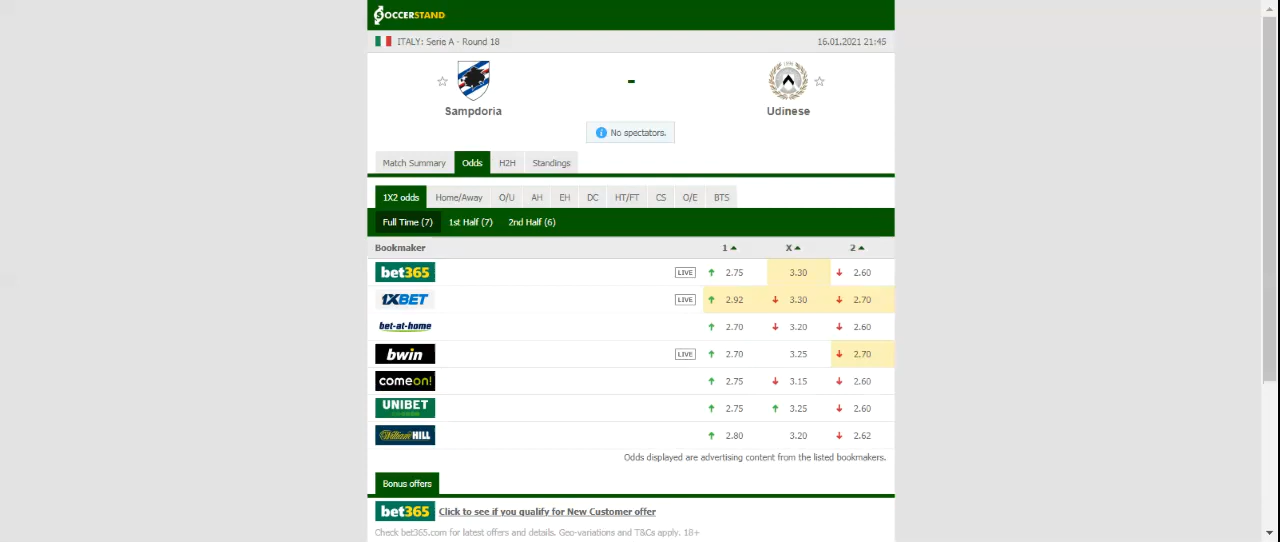 SOCCERSTAND
ITALY: Serie A - Round 18 16.01.2021 21:45
-
Sampdoria Udinese
No spectators.
Match Summary Odds H2H Standings
1X2 odds Home/Away O/U AH EH DC HT/FT CS O/E BTS
Full Time (7) 1st Half (7) 2nd Half (6)
Bookmaker 1 X 2
bet365 LIVE 2.75 3.30 2.60
1XBET LIVE 2.92 3.30 2.70
bet-at-home 2.70 3.20 2.60
bwin LIVE 2.70 3.25 2.70
comeon! 2.75 3.15 2.60
UNIBET 2.75 3.25 2.60
William HILL 2.80 3.20 2.62
Odds displayed are advertising content from the listed bookmakers.
Bonus offers
bet365 Click to see if you qualify for New Customer offer
Check bet365.com for latest offers and details. Geo-variations and T&Cs apply. 18+